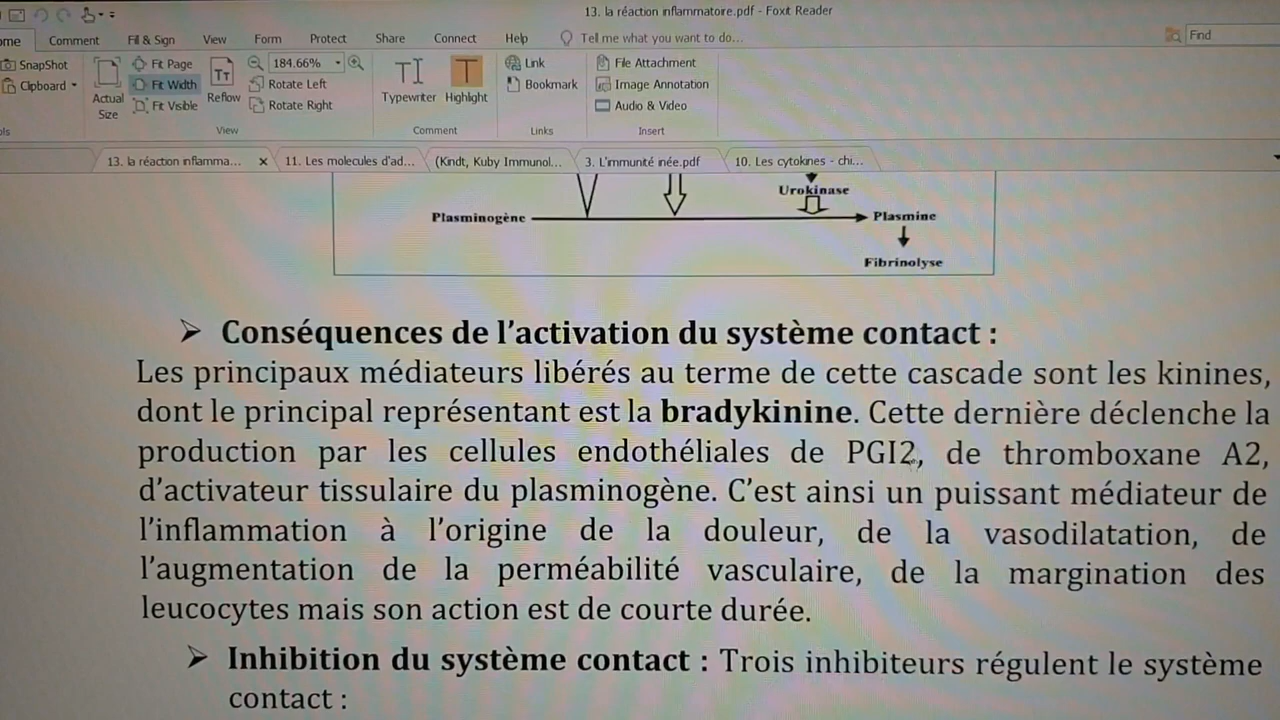 13. la réaction inflammatoire.pdf - Foxit Reader
ome Comment Fill & Sign View Form Protect Share Connect Help Tell me what you want to do... Find
SnapShot Fit Page 184.66% Link File Attachment
Clipboard Fit Width Rotate Left Bookmark Image Annotation
Actual Size Fit Visible Reflow Rotate Right Typewriter Highlight Audio & Video
ols View Comment Links Insert
13. la réaction inflamma... x 11. Les molecules d'ad... (Kindt, Kuby Immunol... 3. L'immunité inée.pdf 10. Les cytokines - chi...
Urokinase
Plasminogène Plasmine
Fibrinolyse
➤ Conséquences de l'activation du système contact :
Les principaux médiateurs libérés au terme de cette cascade sont les kinines,
dont le principal représentant est la bradykinine. Cette dernière déclenche la
production par les cellules endothéliales de PGI2, de thromboxane A2,
d'activateur tissulaire du plasminogène. C'est ainsi un puissant médiateur de
l'inflammation à l'origine de la douleur, de la vasodilatation, de
l'augmentation de la perméabilité vasculaire, de la margination des
leucocytes mais son action est de courte durée.
➤ Inhibition du système contact : Trois inhibiteurs régulent le système
contact :